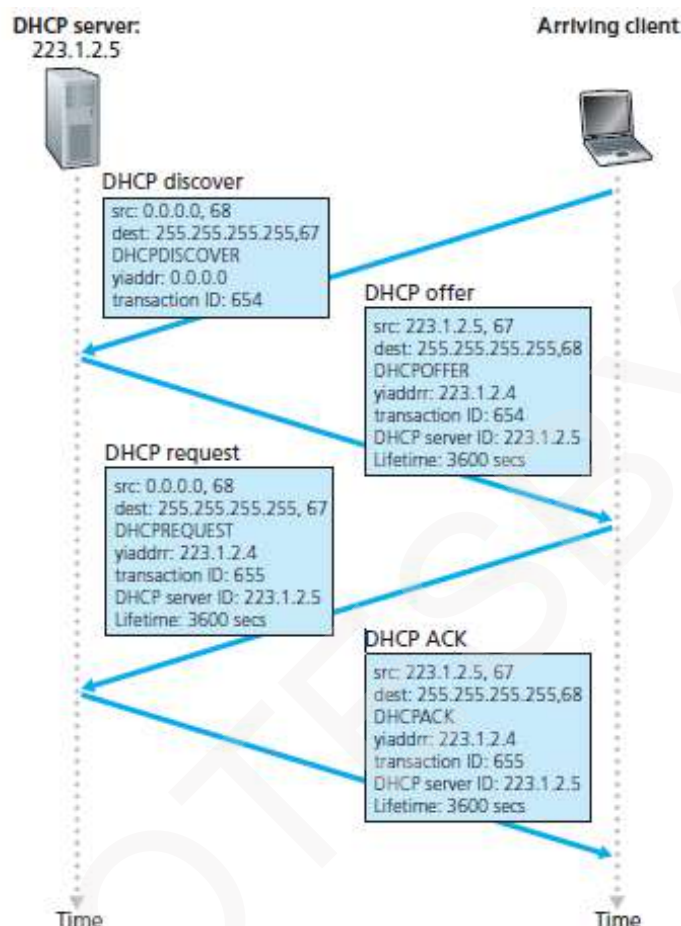 DHCP server:
223.1.2.5
Arriving client
DHCP discover
src: 0.0.0.0, 68
dest: 255.255.255.255,67
DHCPDISCOVER
yiaddr: 0.0.0.0
transaction ID: 654
DHCP offer
src: 223.1.2.5, 67
dest: 255.255.255.255,68
DHCPOFFER
yiaddrr: 223.1.2.4
transaction ID: 654
DHCP server ID: 223.1.2.5
Lifetime: 3600 secs
DHCP request
src: 0.0.0.0, 68
dest: 255.255.255.255, 67
DHCPREQUEST
yiaddrr: 223.1.2.4
transaction ID: 655
DHCP server ID: 223.1.2.5
Lifetime: 3600 secs
DHCP ACK
src: 223.1.2.5, 67
dest: 255.255.255.255,68
DHCPACK
yiaddrr: 223.1.2.4
transaction ID: 655
DHCP server ID: 223.1.2.5
Lifetime: 3600 secs
Time
Time